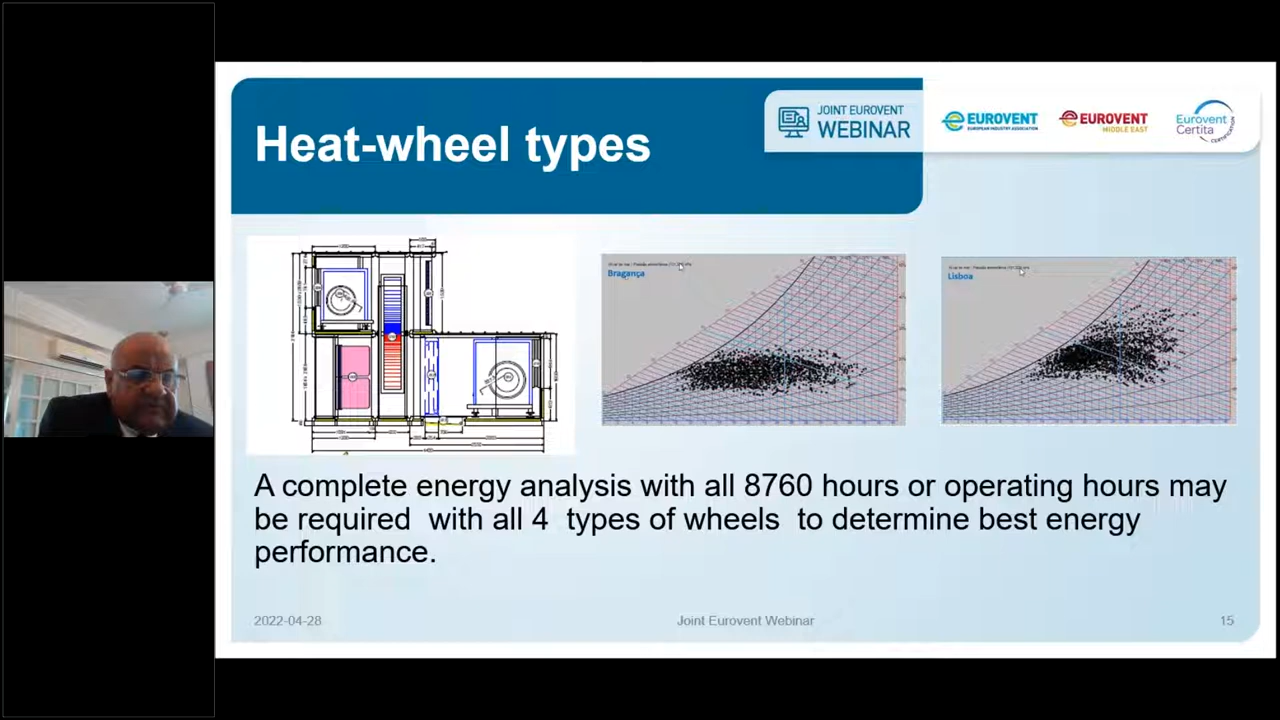 Heat-wheel types
JOINT EUROVENT
WEBINAR
EUROVENT
EUROPEAN INDUSTRY ASSOCIATION
EUROVENT
MIDDLE EAST
Eurovent
Certita
CERTIFICATION
Bragança
Lisboa
A complete energy analysis with all 8760 hours or operating hours may
be required with all 4 types of wheels to determine best energy
performance.
2022-04-28
Joint Eurovent Webinar
15